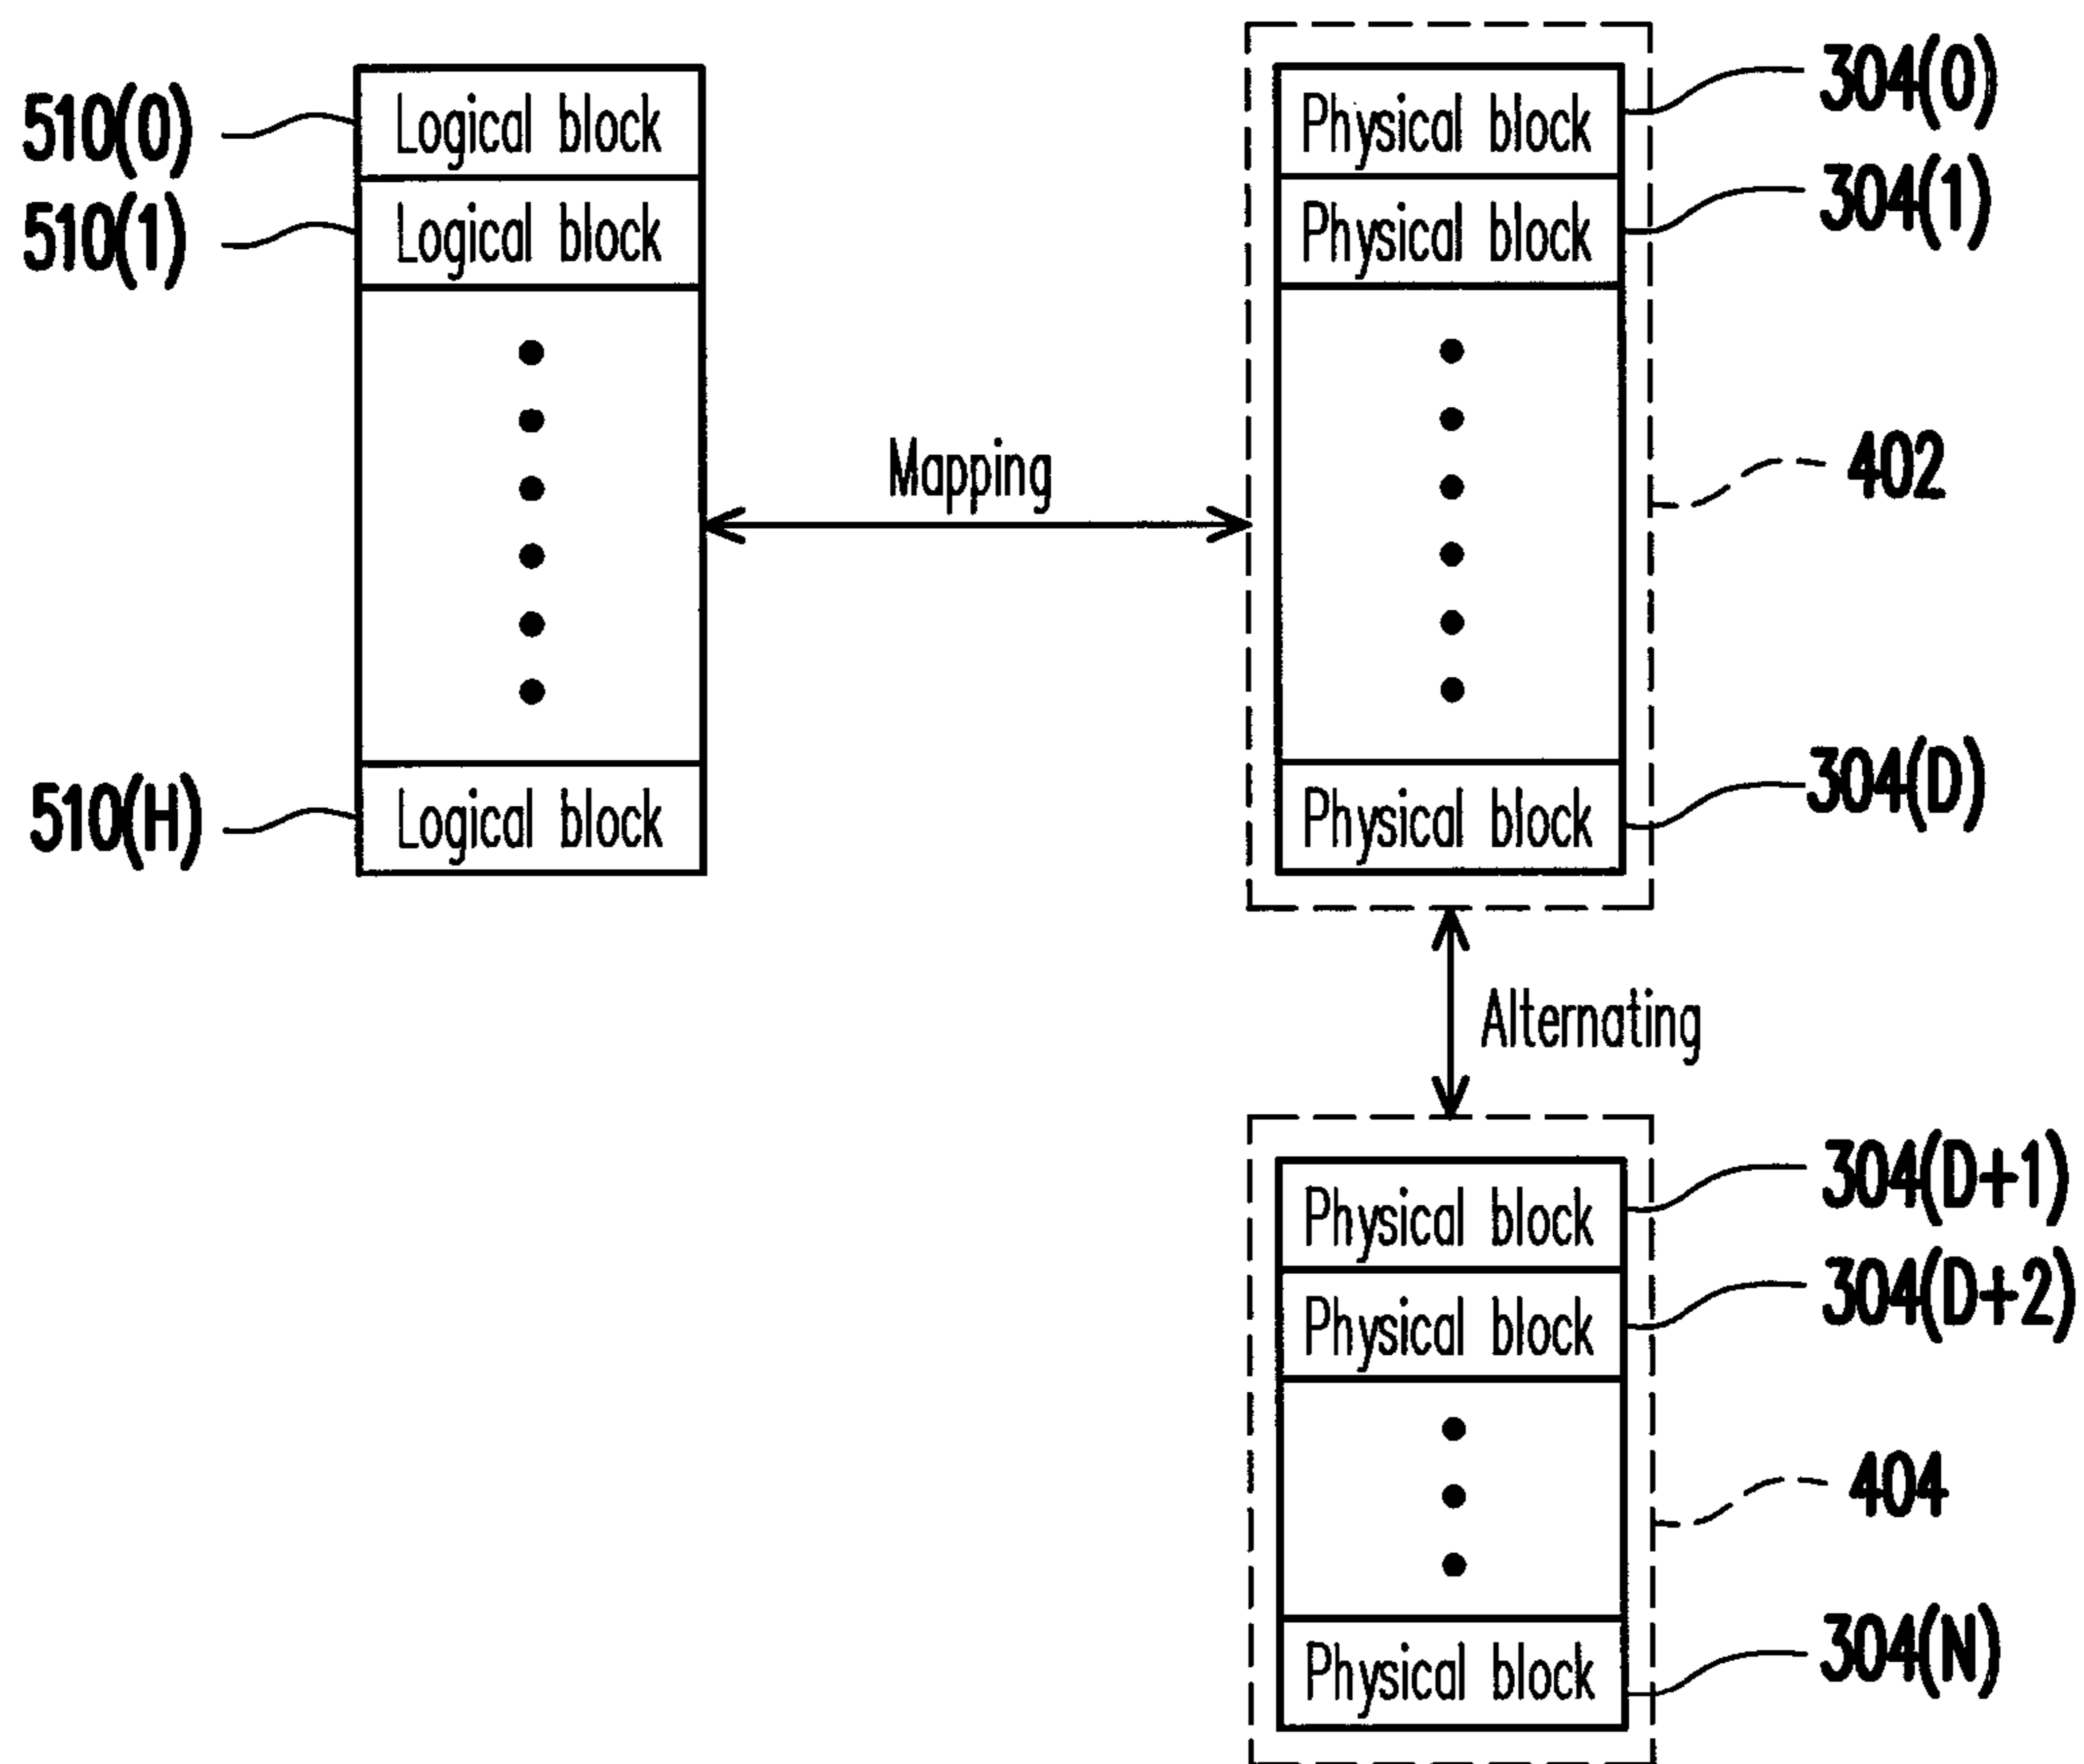 510(0)
Logical block
510(1)
Logical block
510(H)
Logical block
Mapping
Physical block
304(0)
Physical block
304(1)
402
Physical block
304(D)
Alternating
Physical block
304(D+1)
Physical block
304(D+2)
404
Physical block
304(N)